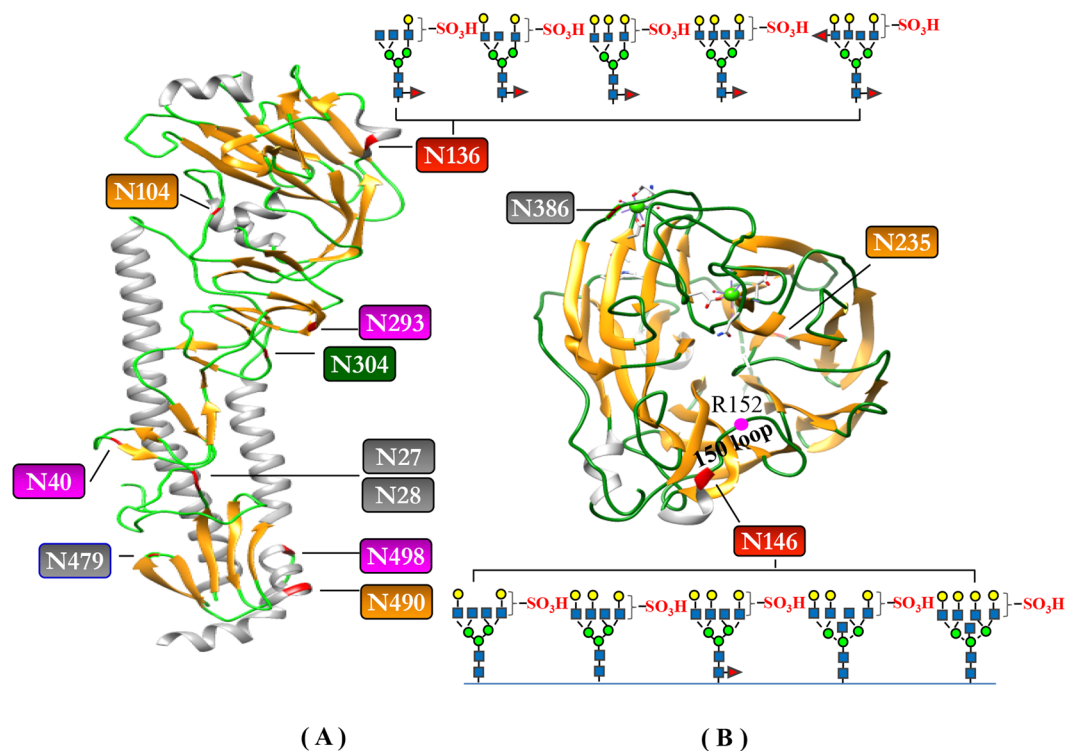 -SO₃H -SO₃H -SO₃H -SO₃H -SO₃H
N136
N104
N386
N235
N293
N304
R152
150 loop
N27
N40
N28
N146
N479
N498
N490
-SO₃H -SO₃H -SO₃H -SO₃H -SO₃H
( A ) ( B )